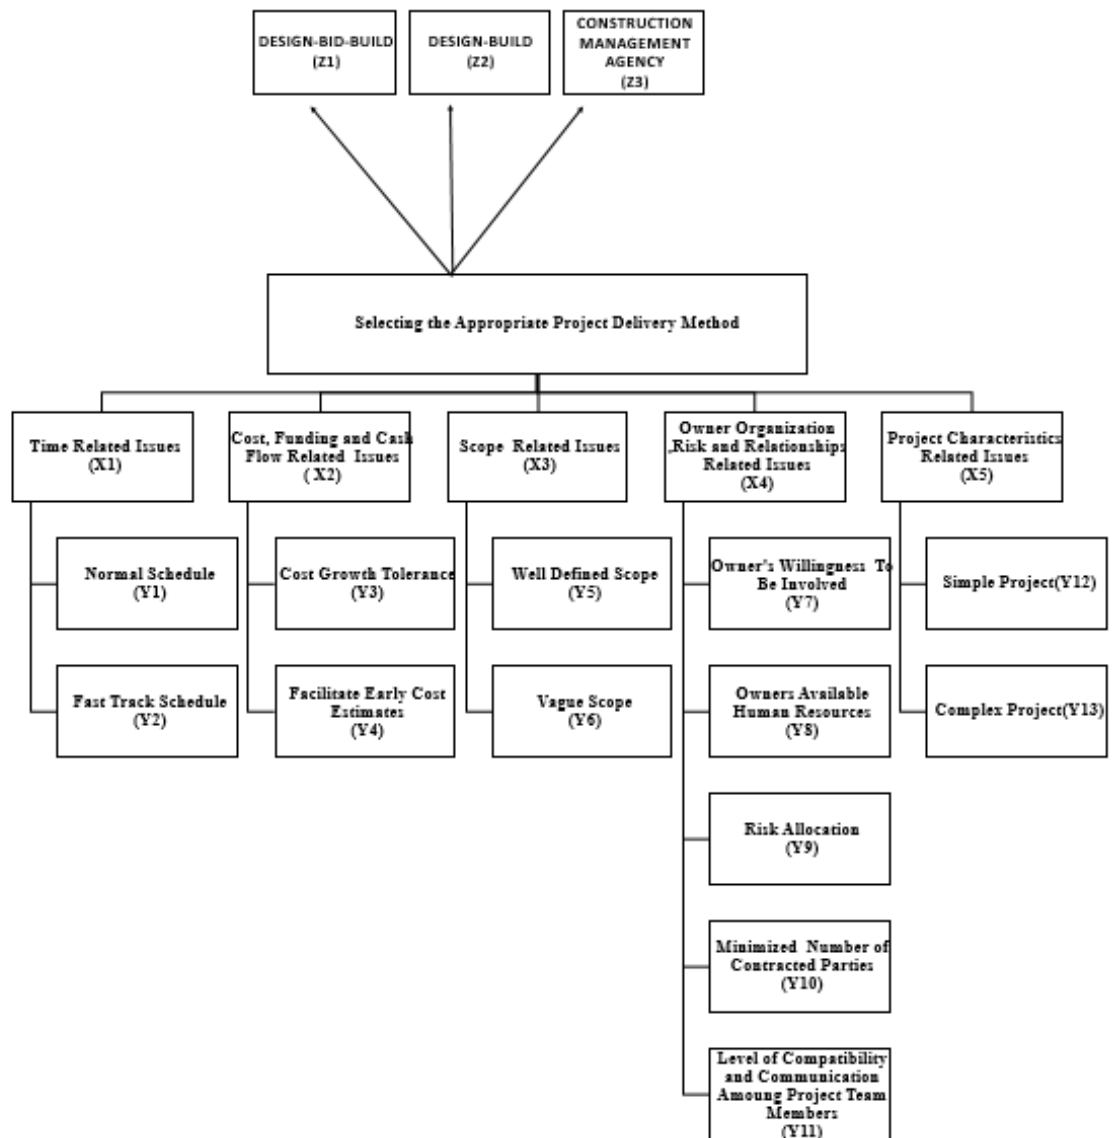 DESIGN-BID-BUILD
(Z1)
DESIGN-BUILD
(Z2)
CONSTRUCTION
MANAGEMENT
AGENCY
(Z3)
Selecting the Appropriate Project Delivery Method
Time Related Issues
(X1)
Cost, Funding and Cash
Flow Related Issues
( X2)
Scope Related Issues
(X3)
Owner Organization
,Risk and Relationships
Related Issues
(X4)
Project Characteristics
Related Issues
(X5)
Normal Schedule
(Y1)
Fast Track Schedule
(Y2)
Cost Growth Tolerance
(Y3)
Facilitate Early Cost
Estimates
(Y4)
Well Defined Scope
(Y5)
Vague Scope
(Y6)
Owner's Willingness To
Be Involved
(Y7)
Owners Available
Human Resources
(Y8)
Risk Allocation
(Y9)
Minimized Number of
Contracted Parties
(Y10)
Level of Compatibility
and Communication
Amoung Project Team
Members
(Y11)
Simple Project(Y12)
Complex Project(Y13)